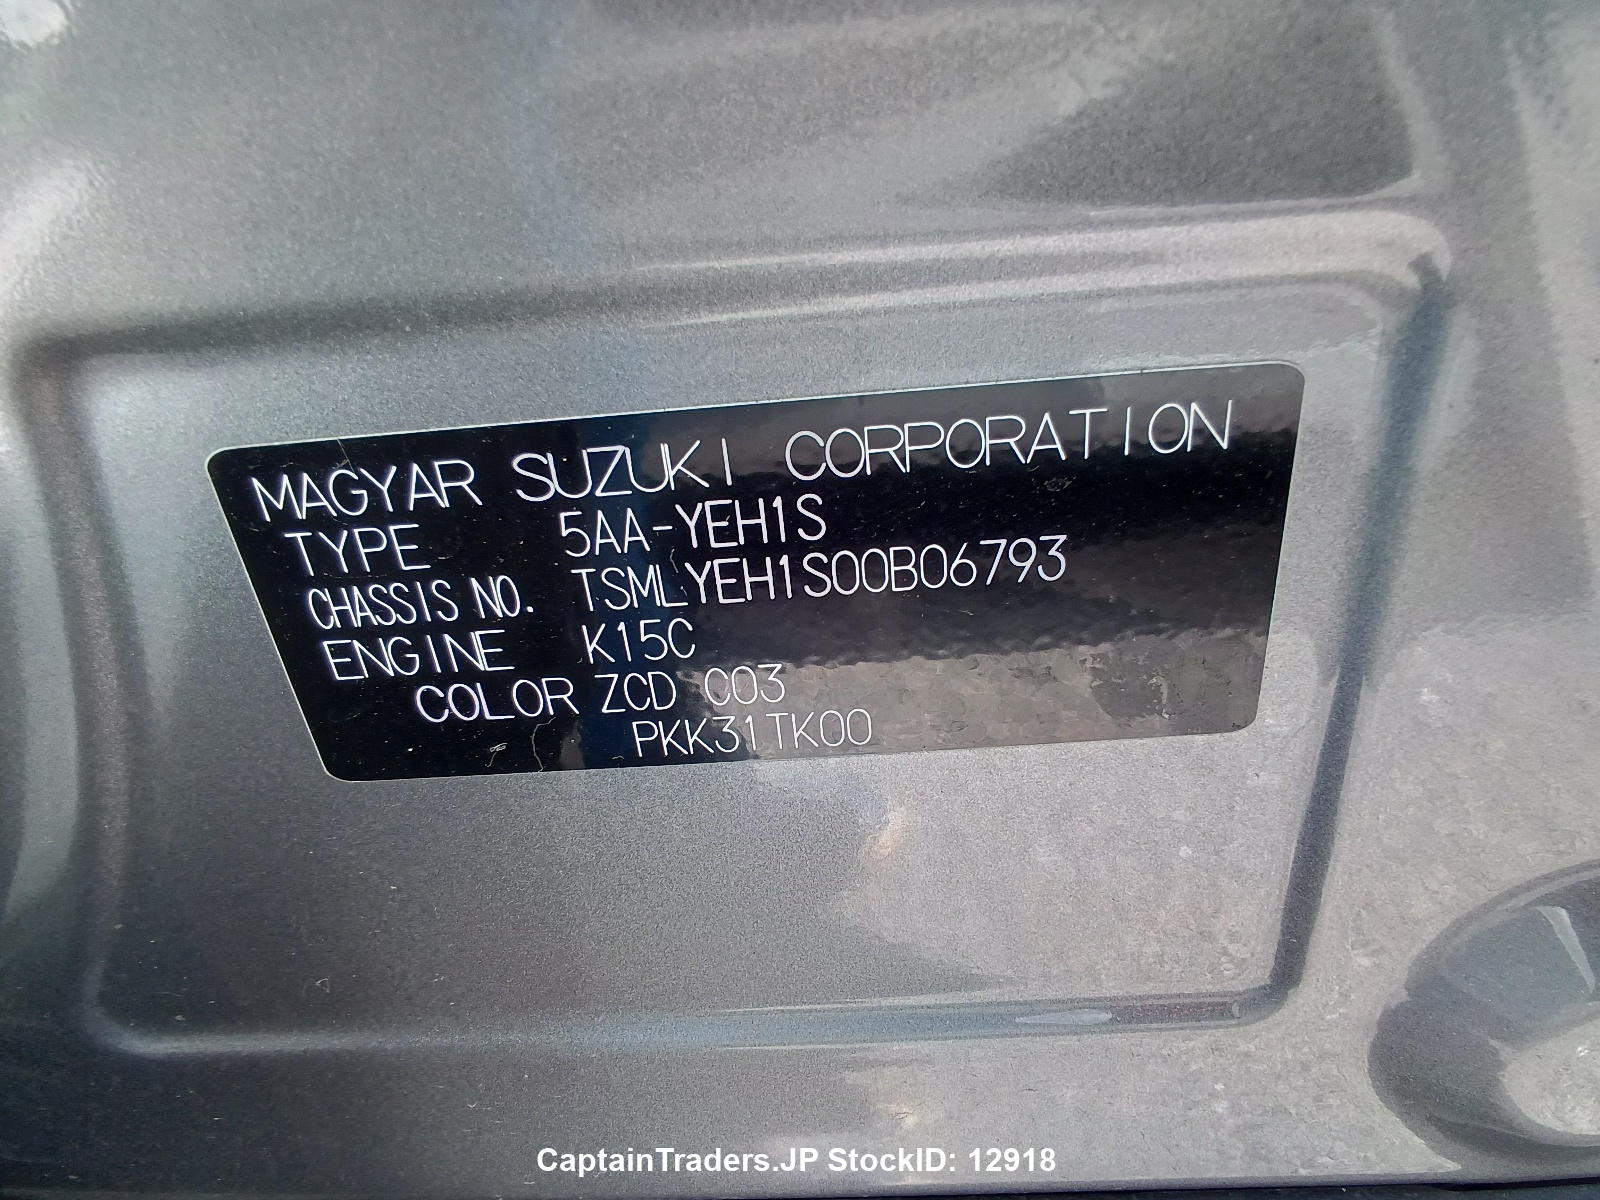 MAGYAR SUZUKI CORPORATION
TYPE 5AA-YEH1S
CHASSIS NO. TSMLYEH1S00B06793
ENGINE K15C
COLOR ZCD C03
PKK31TK00
CaptainTraders.JP StockID: 12918